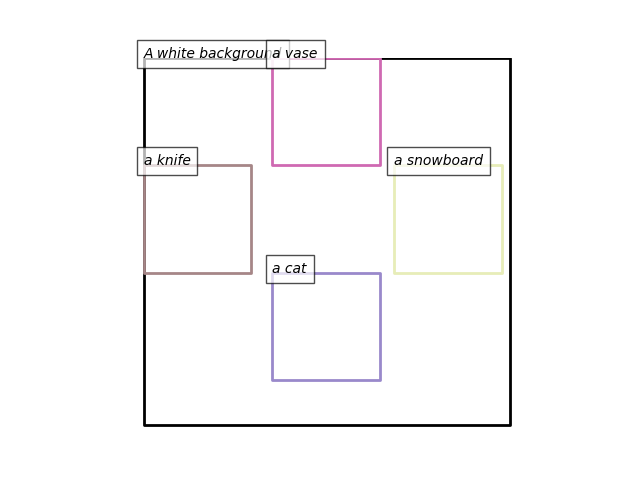 A white background
a vase
a knife
a snowboard
a cat